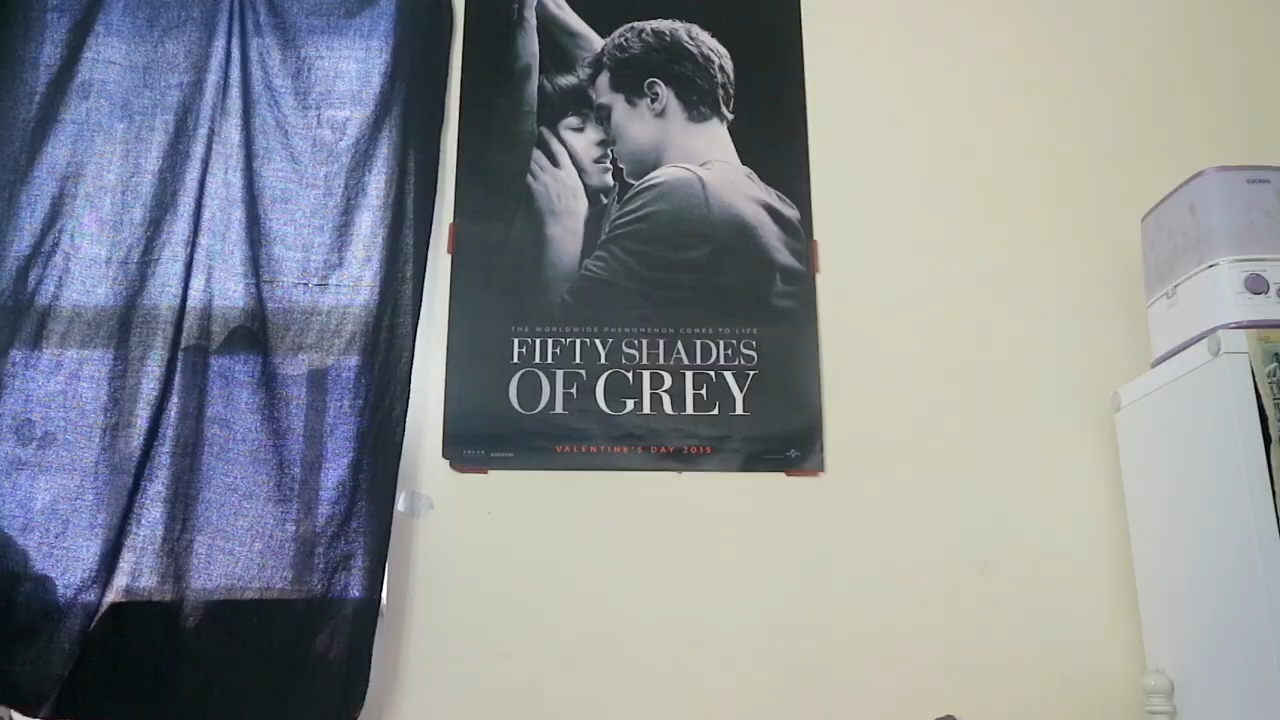 THE WORLDWIDE PHENOMENON COMES TO LIFE
FIFTY SHADES
OF GREY
VALENTINE'S DAY 2015